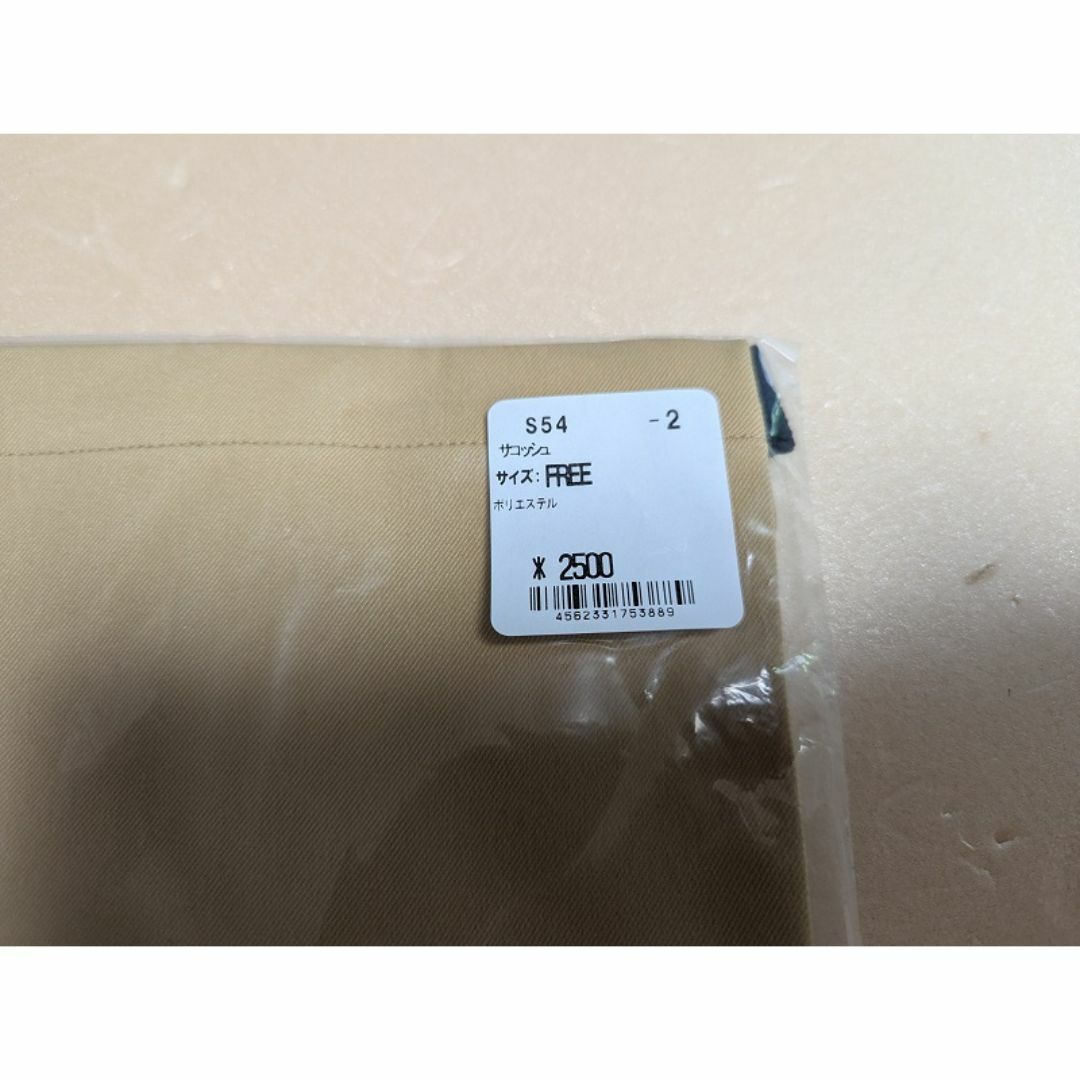 S54 -2
サコッシュ
サイズ: FREE
ポリエステル
¥ 2500
4562331753889